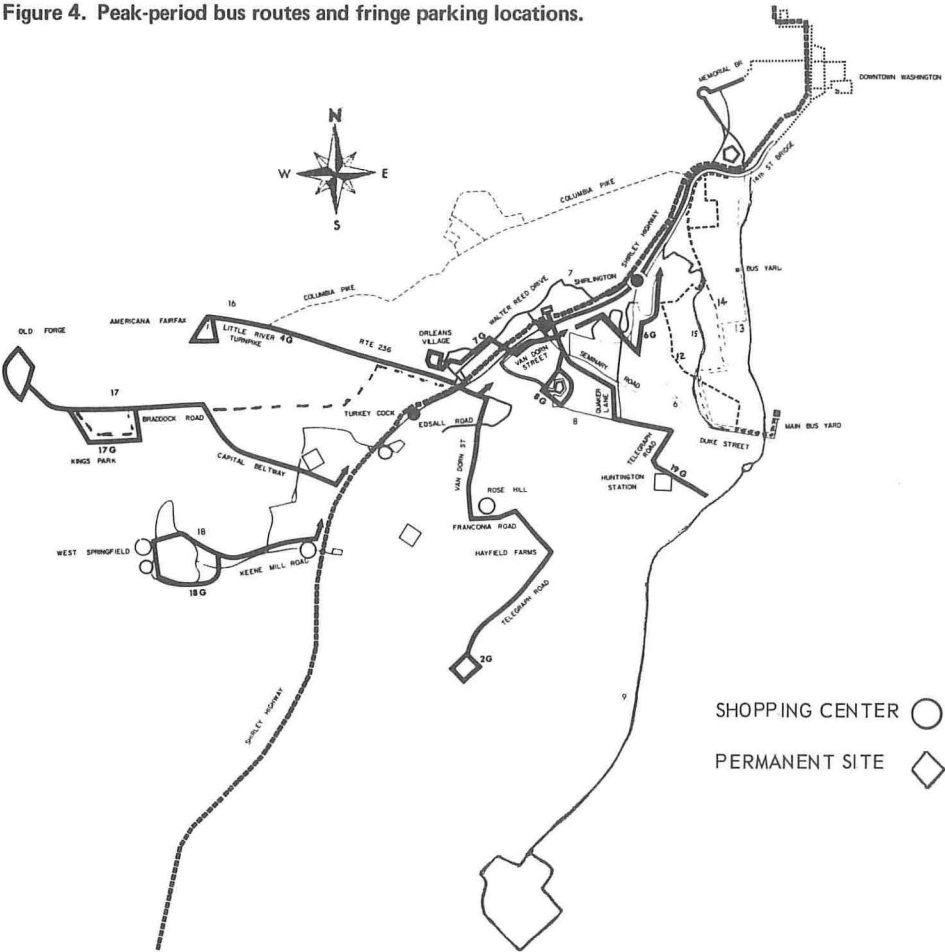 Figure 4. Peak-period bus routes and fringe parking locations.
MEMORIAL BR
DOWNTOWN WASHINGTON
N
W
E
S
14th ST BRIDGE
COLUMBIA PIKE
SHIRLEY HIGHWAY
BUS YARD
7
SHIRLINGTON
WALTER REED DRIVE
COLUMBIA PIKE
16
OLD FORGE
AMERICANA FAIRFAX
LITTLE RIVER 4G
TURNPIKE
RTE 236
ORLEANS
VILLAGE
7G
VAN DORN
STREET
6G
14
13
15
12
SEMINARY ROAD
8G
QUAKER
LANE
6
8
17
BRADDOCK ROAD
TURKEY COCK
EDSALL ROAD
MAIN BUS YARD
DUKE STREET
17G
KINGS PARK
CAPITAL BELTWAY
VAN DORN ST
TELEGRAPH
ROAD
19G
HUNTINGTON
STATION
ROSE HILL
FRANCONIA ROAD
18
WEST SPRINGFIELD
KEENE MILL ROAD
18G
HAYFIELD FARMS
TELEGRAPH ROAD
2G
SHIRLEY HIGHWAY
9
SHOPPING CENTER
PERMANENT SITE